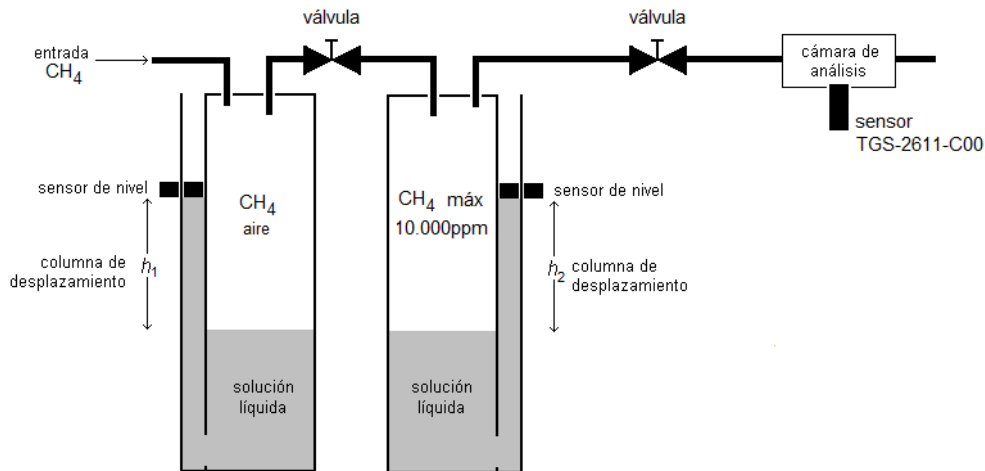 válvula
válvula
entrada
CH4
cámara de
análisis
sensor
TGS-2611-C00
sensor de nivel
CH4
aire
CH4 máx
10.000ppm
sensor de nivel
columna de
desplazamiento
h1
h2
columna de
desplazamiento
solución
líquida
solución
líquida